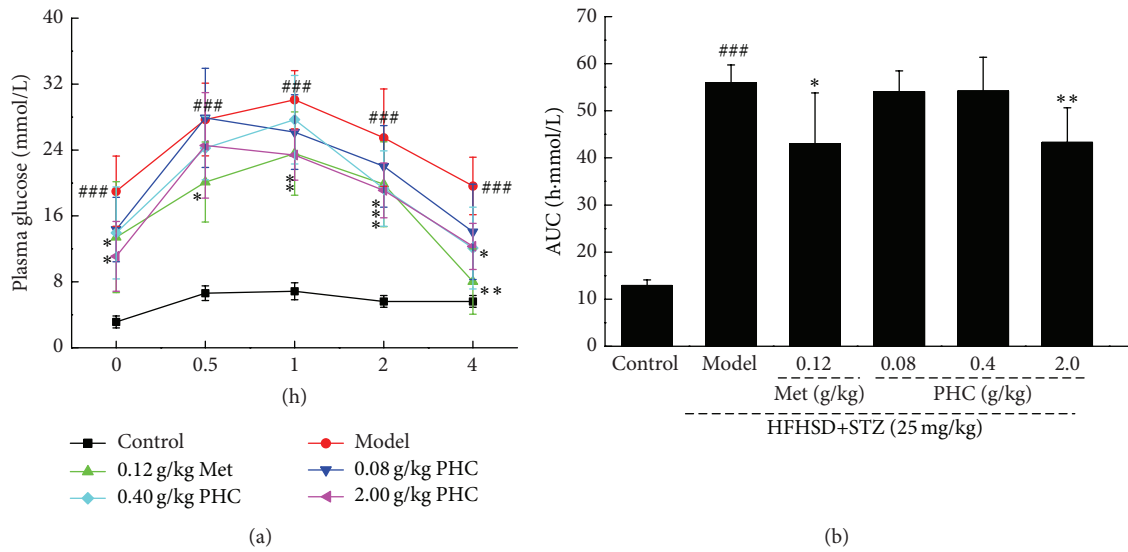 40
32
24
16
8
0
Plasma glucose (mmol/L)
###
###
###
###
###
*
*
*
*
*
*
*
*
*
**
0 0.5 1 2 4
(h)
Control
Model
0.12 g/kg Met
0.08 g/kg PHC
0.40 g/kg PHC
2.00 g/kg PHC
(a)
70
60
50
40
30
20
10
0
AUC (h·mmol/L)
###
*
**
Control Model 0.12 0.08 0.4 2.0
Met (g/kg) PHC (g/kg)
HFHSD+STZ (25 mg/kg)
(b)